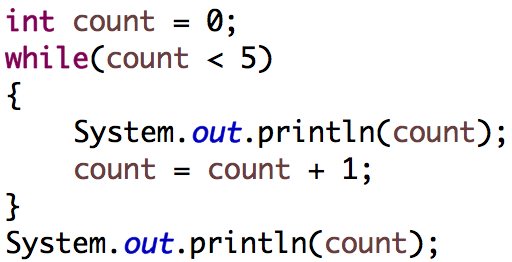 int count = 0;
while(count < 5)
{
    System.out.println(count);
    count = count + 1;
}
System.out.println(count);